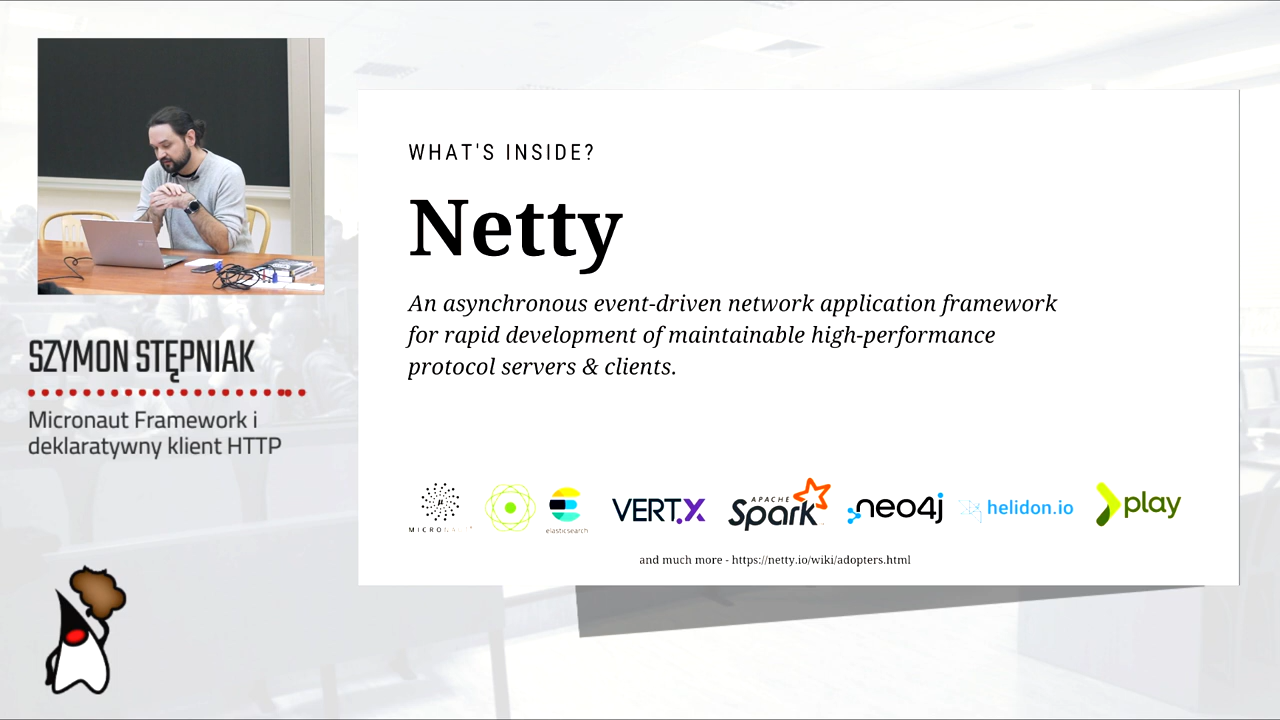 SZYMON STĘPNIAK
Micronaut Framework i
deklaratywny klient HTTP
WHAT'S INSIDE?
Netty
An asynchronous event-driven network application framework
for rapid development of maintainable high-performance
protocol servers & clients.
elasticsearch
VERT.X
APACHE
Spark
neo4j
helidon.io
play
and much more - https://netty.io/wiki/adopters.html